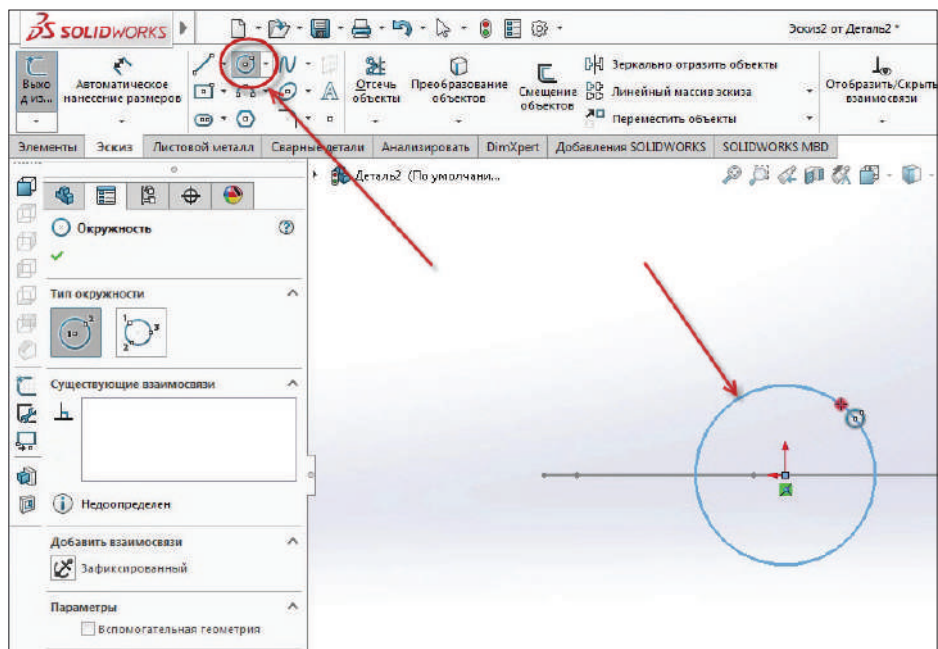 SOLIDWORKS
Эскиз2 от Деталь2 *
Выхо
д из...
Автоматическое
нанесение размеров
Отсечь
объекты
Преобразование
объектов
Смещение
объектов
Зеркально отразить объекты
Линейный массив эскиза
Переместить объекты
Отобразить/Скрыть
взаимосвязи
Элементы
Эскиз
Листовой металл
Сварные детали
Анализировать
DimXpert
Добавления SOLIDWORKS
SOLIDWORKS MBD
Деталь2 (По умолчани...
Окружность
Тип окружности
Существующие взаимосвязи
Недоопределен
Добавить взаимосвязи
Зафиксированный
Параметры
Вспомогательная геометрия